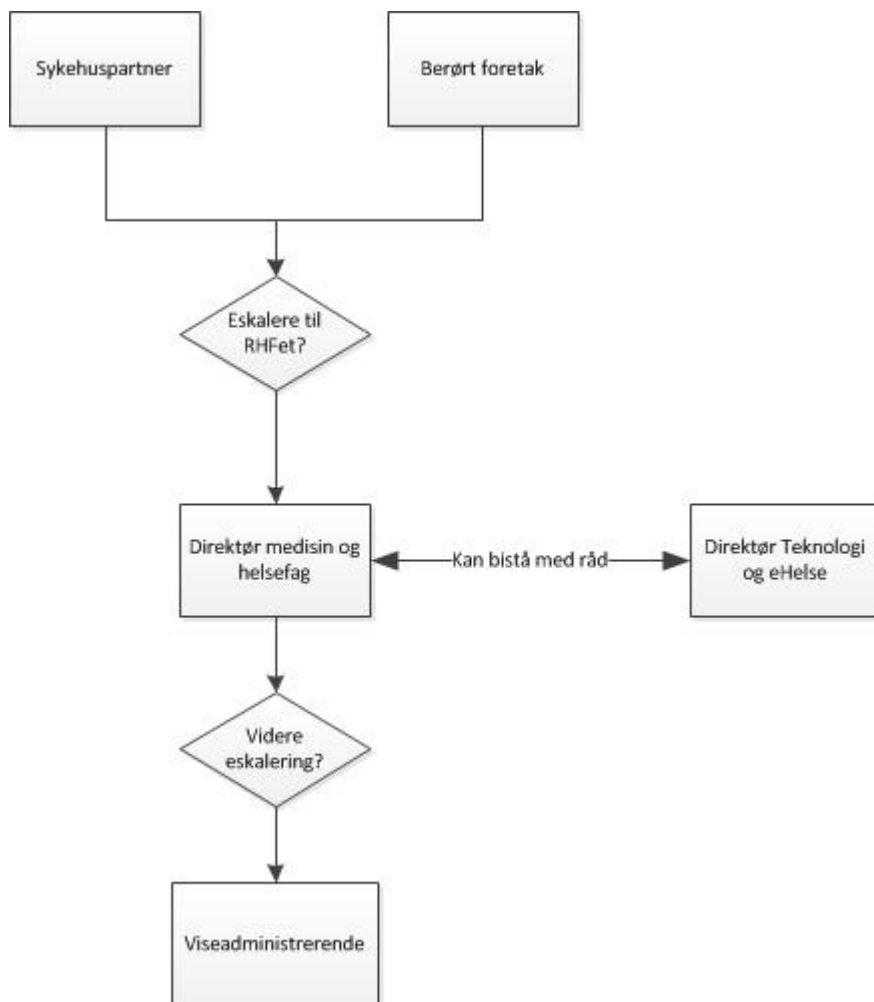 Sykehuspartner
Berørt foretak
Eskalere til
RHFet?
Direktør medisin og
helsefag
Kan bistå med råd
Direktør Teknologi
og eHelse
Videre
eskalering?
Viseadministrerende